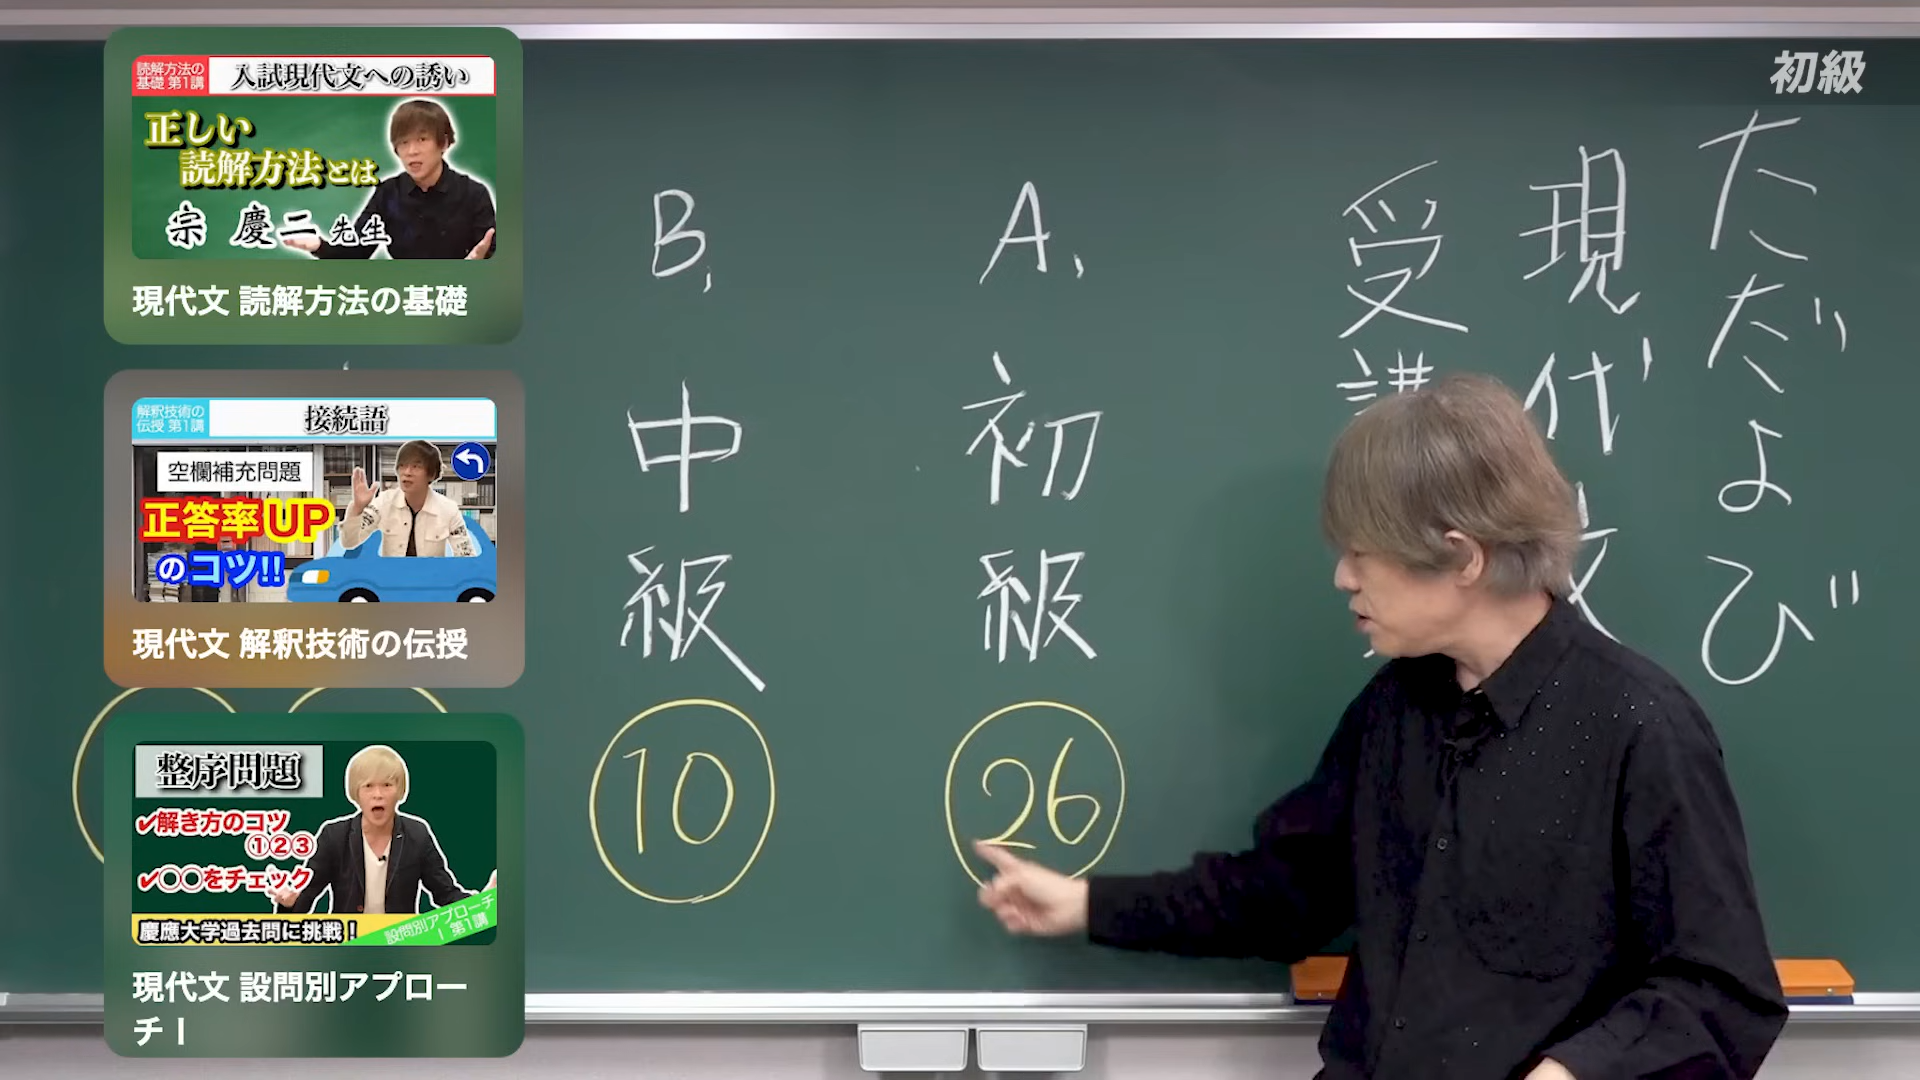 初級
ただよび
現代文
受講
A.
初級
26
B.
中級
10
読解方法の
基礎 第1講
入試現代文への誘い
正しい
読解方法とは
宗 慶二 先生
現代文 読解方法の基礎
解釈技術の
伝授 第1講
接続語
空欄補充問題
正答率UP
のコツ!!
現代文 解釈技術の伝授
整序問題
✔解き方のコツ
①②③
✔○○をチェック
慶應大学過去問に挑戦!
設問別アプローチ
Ⅰ 第1講
現代文 設問別アプロー
チⅠ